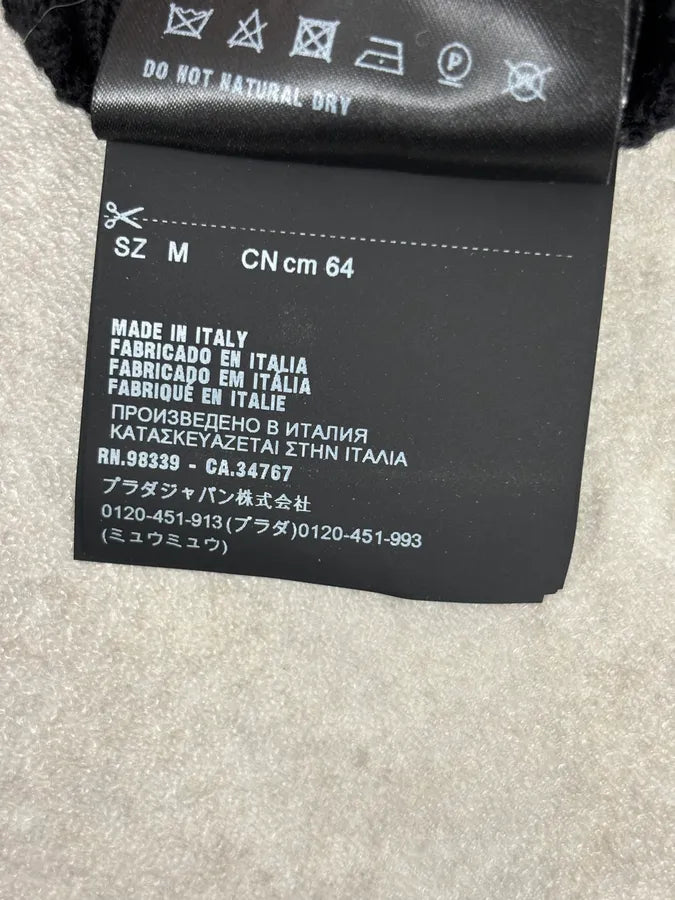 DO NOT NATURAL DRY
SZ M CN cm 64
MADE IN ITALY
FABRICADO EN ITALIA
FABRICADO EM ITÁLIA
FABRIQUÉ EN ITALIE
ПРОИЗВЕДЕНО В ИТАЛИЯ
ΚΑΤΑΣΚΕΥΑΖΕΤΑΙ ΣΤΗΝ ΙΤΑΛΙΑ
RN.98339 - CA.34767
プラダジャパン株式会社
0120-451-913(プラダ)0120-451-993
(ミュウミュウ)